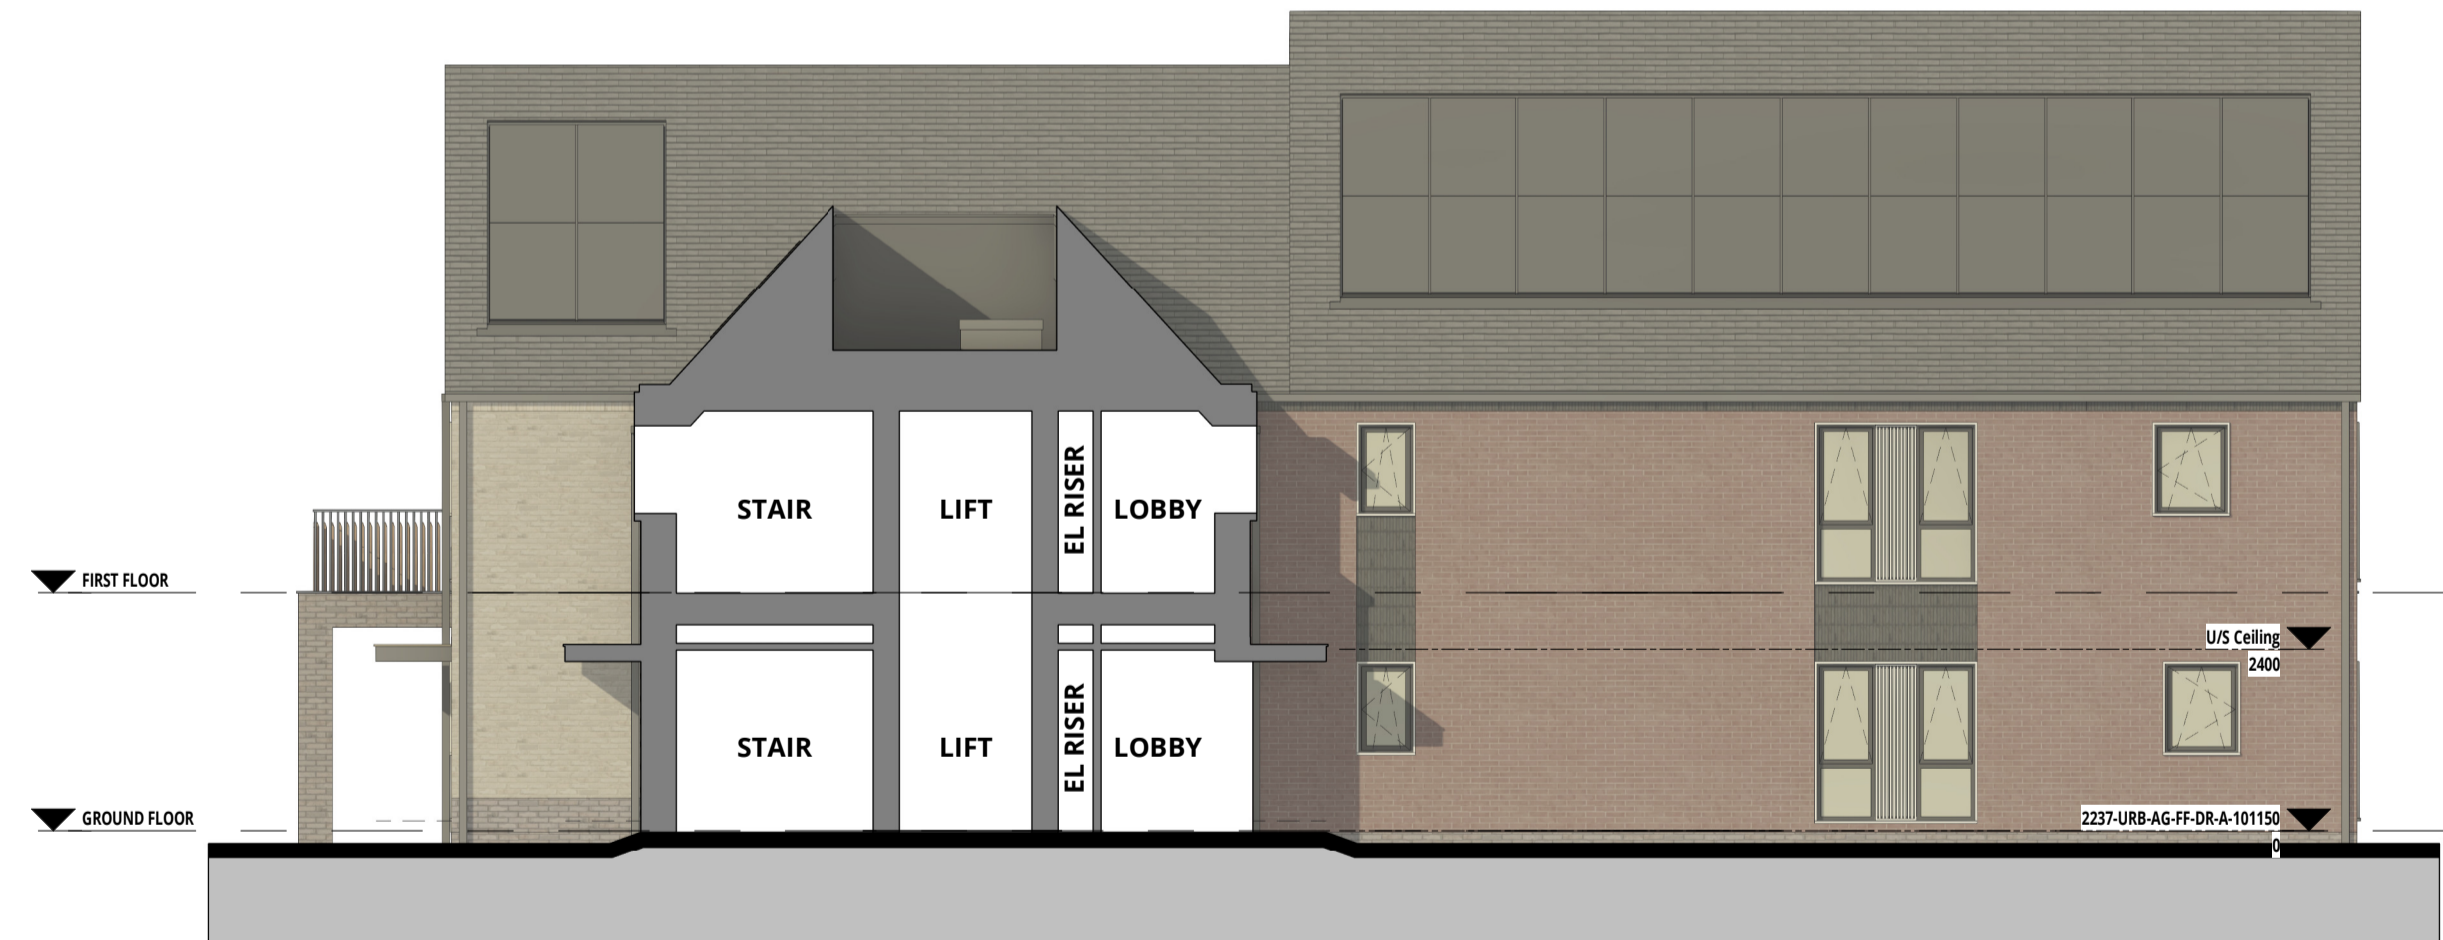 EL RISER
STAIR LIFT LOBBY
FIRST FLOOR
U/S Ceiling
2400
EL RISER
STAIR LIFT LOBBY
GROUND FLOOR
2237-URB-AG-FF-DR-A-101150
0